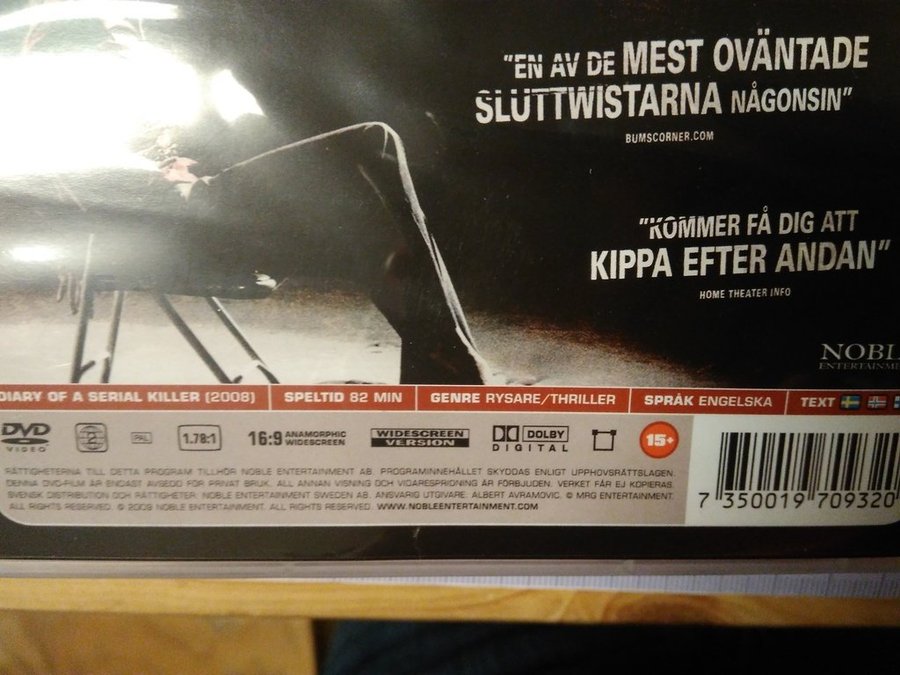 "EN AV DE MEST OVÄNTADE
SLUTTWISTARNA NÅGONSIN"
BUMSCORNER.COM
"KOMMER FÅ DIG ATT
KIPPA EFTER ANDAN"
HOME THEATER INFO
NOBL
ENTERTAINM
DIARY OF A SERIAL KILLER (2008) SPELTID 82 MIN GENRE RYSARE/THRILLER SPRÅK ENGELSKA TEXT
DVD VIDEO 2 PAL 1.78:1 16:9 ANAMORPHIC WIDESCREEN WIDESCREEN VERSION DOLBY DIGITAL 15+
RÄTTIGHETERNA TILL DETTA PROGRAM TILLHÖR NOBLE ENTERTAINMENT AB. PROGRAMINNEHÅLLET SKYDDAS ENLIGT UPPHOVSRÄTTSLAGEN.
DENNA DVD-FILM ÄR ENDAST AVSEDD FÖR PRIVAT BRUK. ALL ANNAN VISNING OCH VIDARESPRIDNING ÄR FÖRBJUDEN. VERKET FÅR EJ KOPIERAS.
SVENSK DISTRIBUTION OCH RÄTTIGHETER: NOBLE ENTERTAINMENT SWEDEN AB. ANSVARIG UTGIVARE: ALBERT AVRAMOVIC. © MRG ENTERTAINMENT.
ALL RIGHTS RESERVED. © 2009 NOBLE ENTERTAINMENT. ALL RIGHTS RESERVED. WWW.NOBLEENTERTAINMENT.COM
7 350019 709320